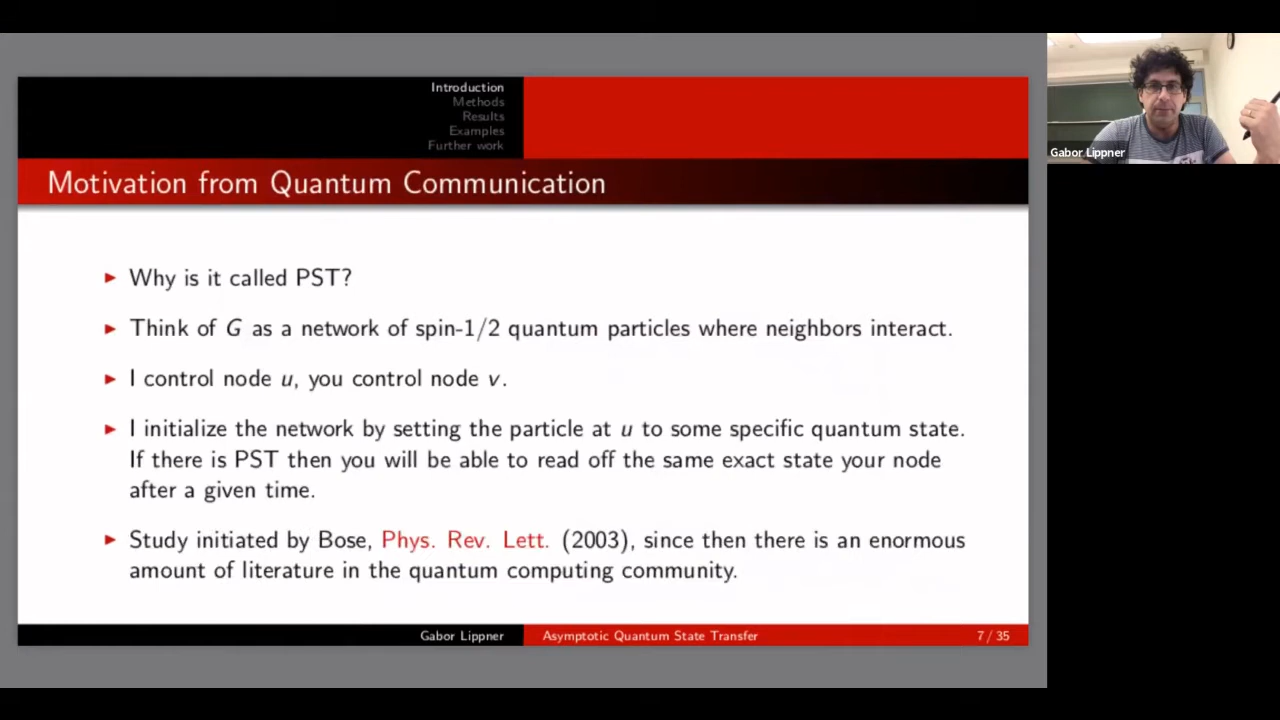 Introduction
Methods
Results
Examples
Further work
Motivation from Quantum Communication
▶ Why is it called PST?
▶ Think of G as a network of spin-1/2 quantum particles where neighbors interact.
▶ I control node u, you control node v.
▶ I initialize the network by setting the particle at u to some specific quantum state.
If there is PST then you will be able to read off the same exact state your node
after a given time.
▶ Study initiated by Bose, Phys. Rev. Lett. (2003), since then there is an enormous
amount of literature in the quantum computing community.
Gabor Lippner
Asymptotic Quantum State Transfer
7 / 35
Gabor Lippner